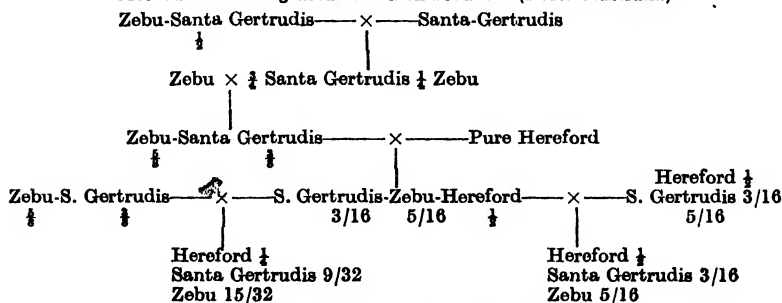 Zebu-Santa Gertrudis × Santa-Gertrudis
½
Zebu × ¾ Santa Gertrudis ¼ Zebu
Zebu-Santa Gertrudis × Pure Hereford
⅝ ⅜
Hereford ½
Zebu-S. Gertrudis × S. Gertrudis-Zebu-Hereford × S. Gertrudis 3/16
⅝ ⅜ 3/16 5/16 ½ 5/16
Hereford ¼ Hereford ½
Santa Gertrudis 9/32 Santa Gertrudis 3/16
Zebu 15/32 Zebu 5/16